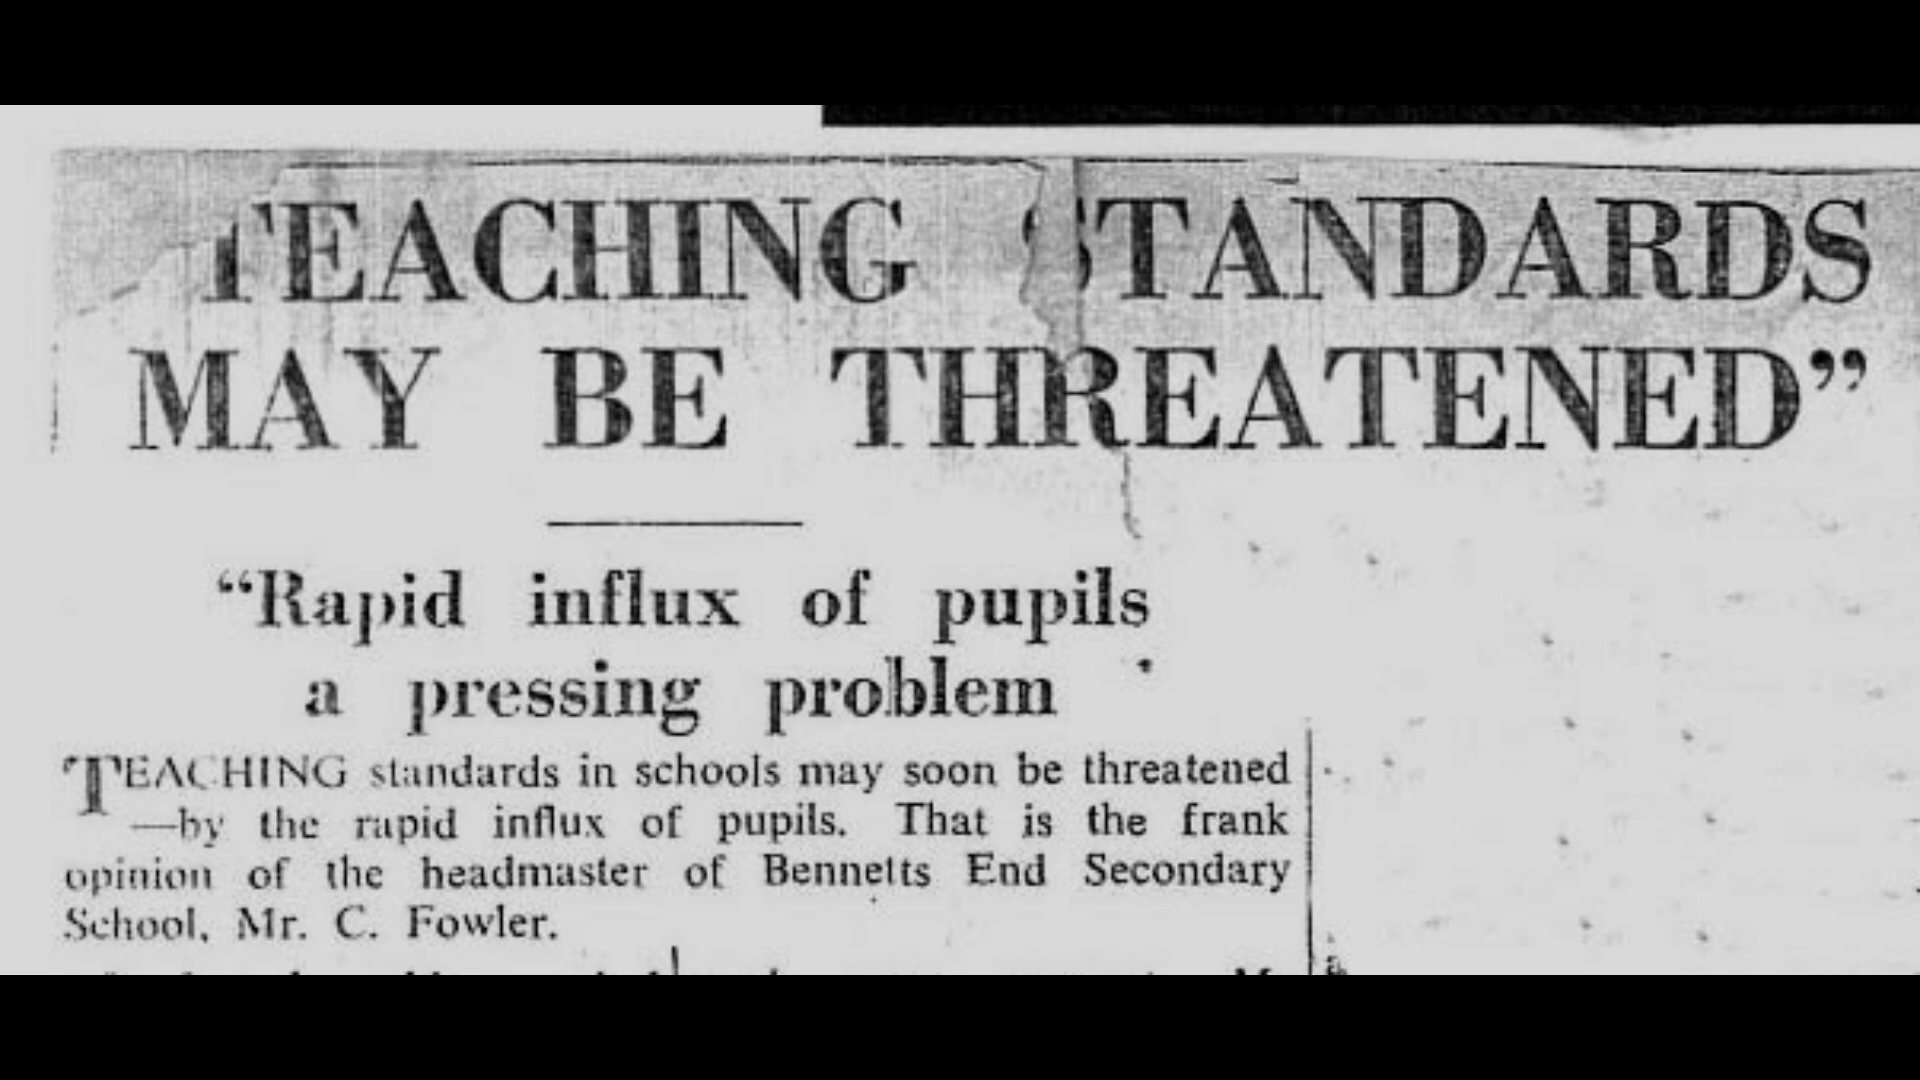 TEACHING STANDARDS
MAY BE THREATENED”
“Rapid influx of pupils
a pressing problem
TEACHING standards in schools may soon be threatened
—by the rapid influx of pupils. That is the frank
opinion of the headmaster of Bennetts End Secondary
School, Mr. C. Fowler.